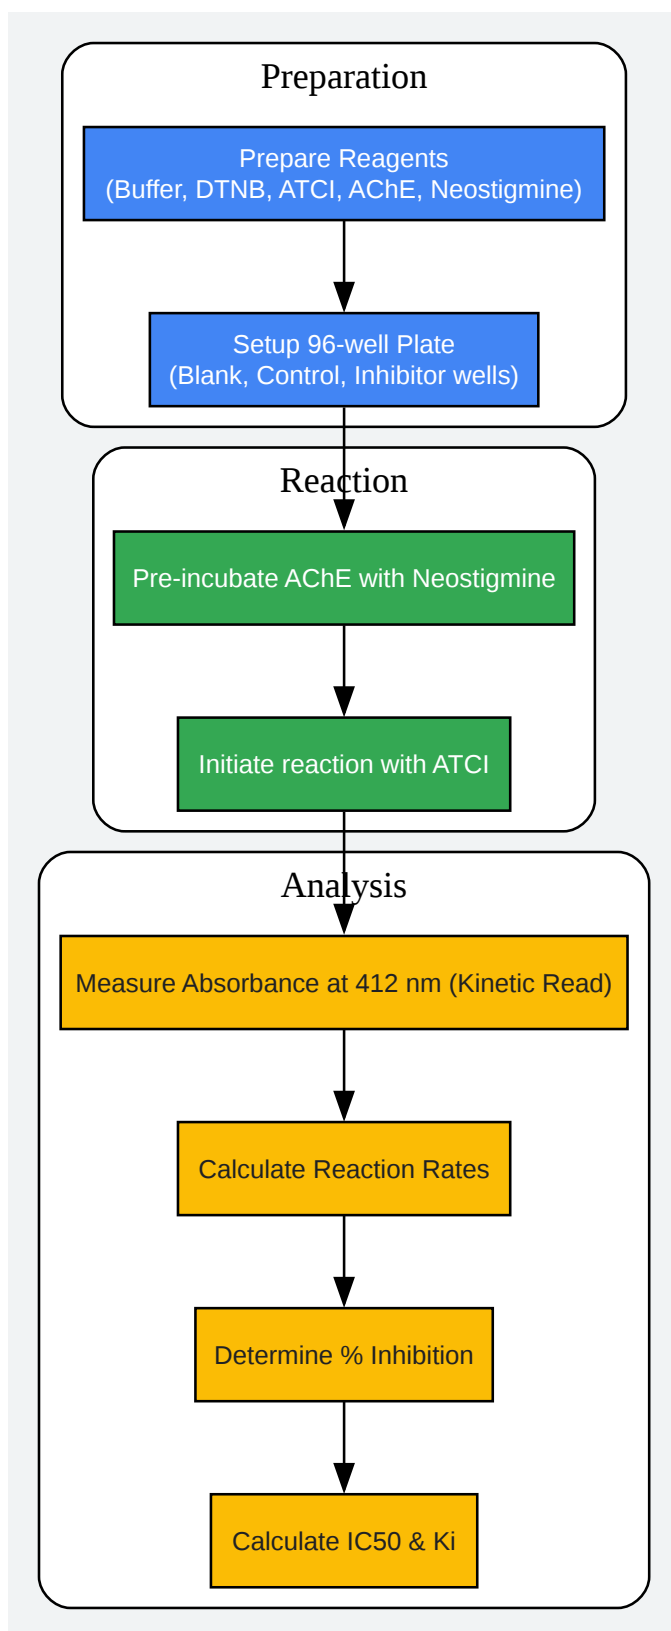 Preparation
Prepare Reagents
(Buffer, DTNB, ATCI, AChE, Neostigmine)
Setup 96-well Plate
(Blank, Control, Inhibitor wells)
Reaction
Pre-incubate AChE with Neostigmine
Initiate reaction with ATCI
Analysis
Measure Absorbance at 412 nm (Kinetic Read)
Calculate Reaction Rates
Determine % Inhibition
Calculate IC50 & Ki